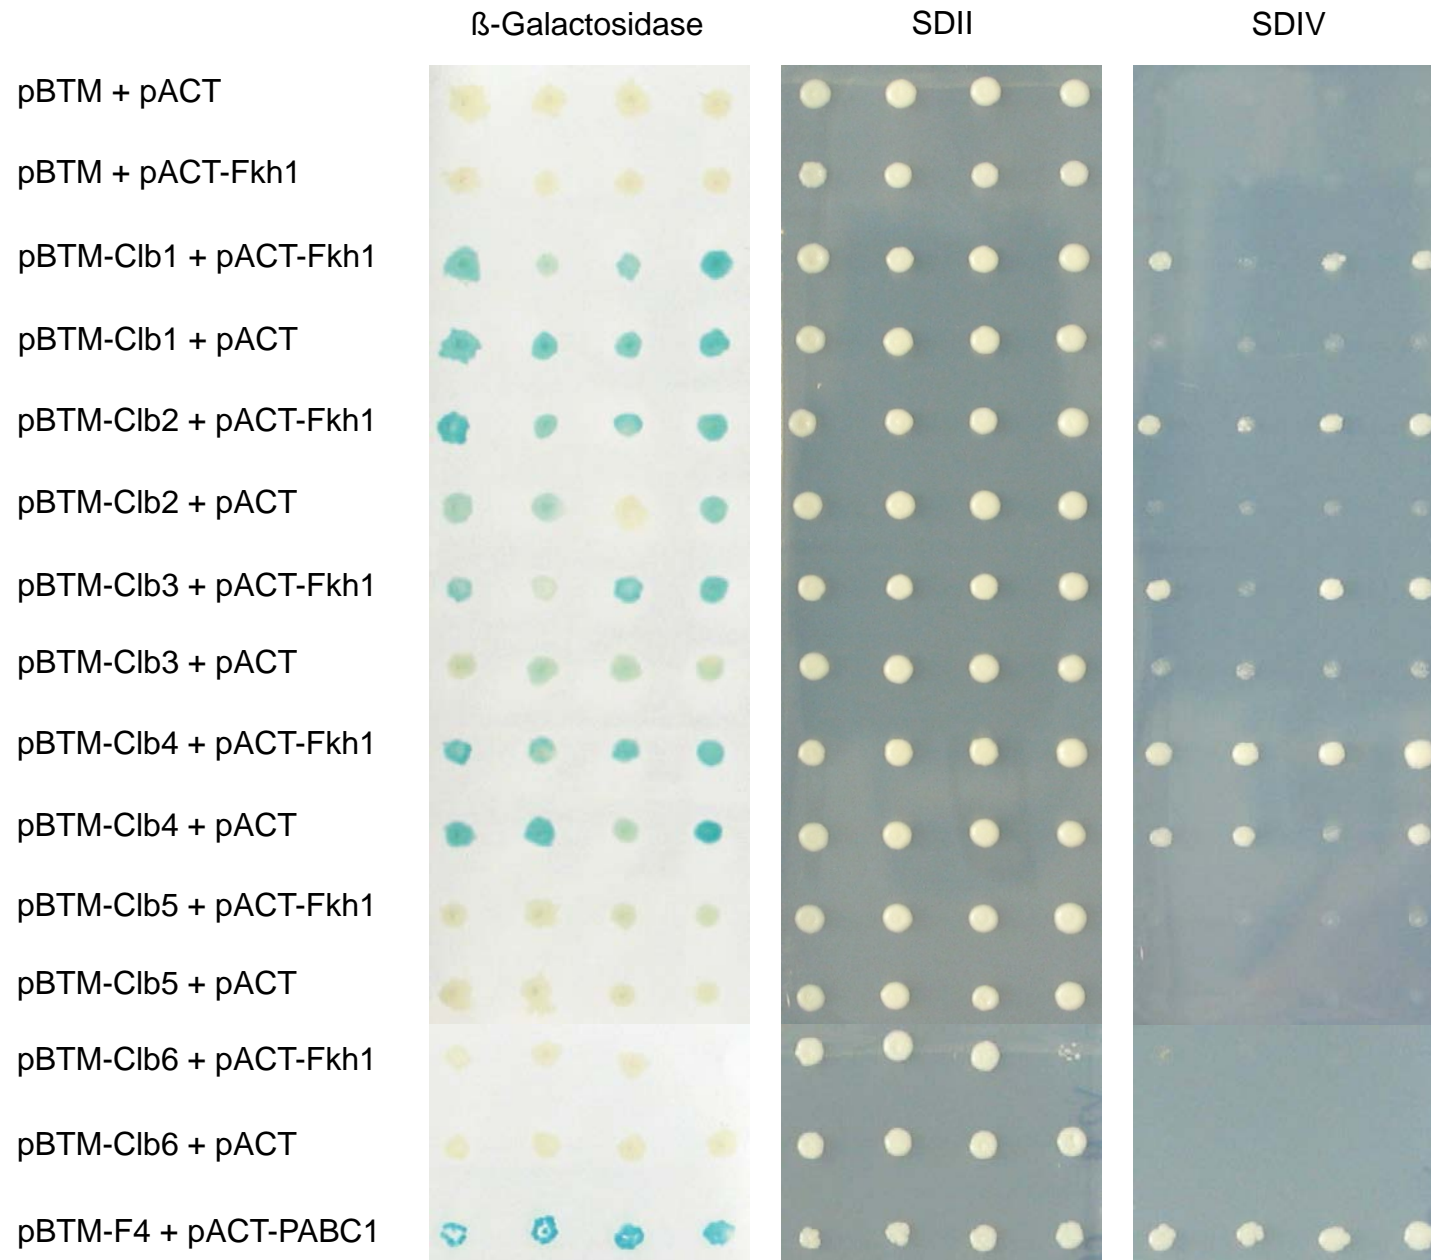 ß-Galactosidase SDII SDIV
pBTM + pACT
pBTM + pACT-Fkh1
pBTM-Clb1 + pACT-Fkh1
pBTM-Clb1 + pACT
pBTM-Clb2 + pACT-Fkh1
pBTM-Clb2 + pACT
pBTM-Clb3 + pACT-Fkh1
pBTM-Clb3 + pACT
pBTM-Clb4 + pACT-Fkh1
pBTM-Clb4 + pACT
pBTM-Clb5 + pACT-Fkh1
pBTM-Clb5 + pACT
pBTM-Clb6 + pACT-Fkh1
pBTM-Clb6 + pACT
pBTM-F4 + pACT-PABC1